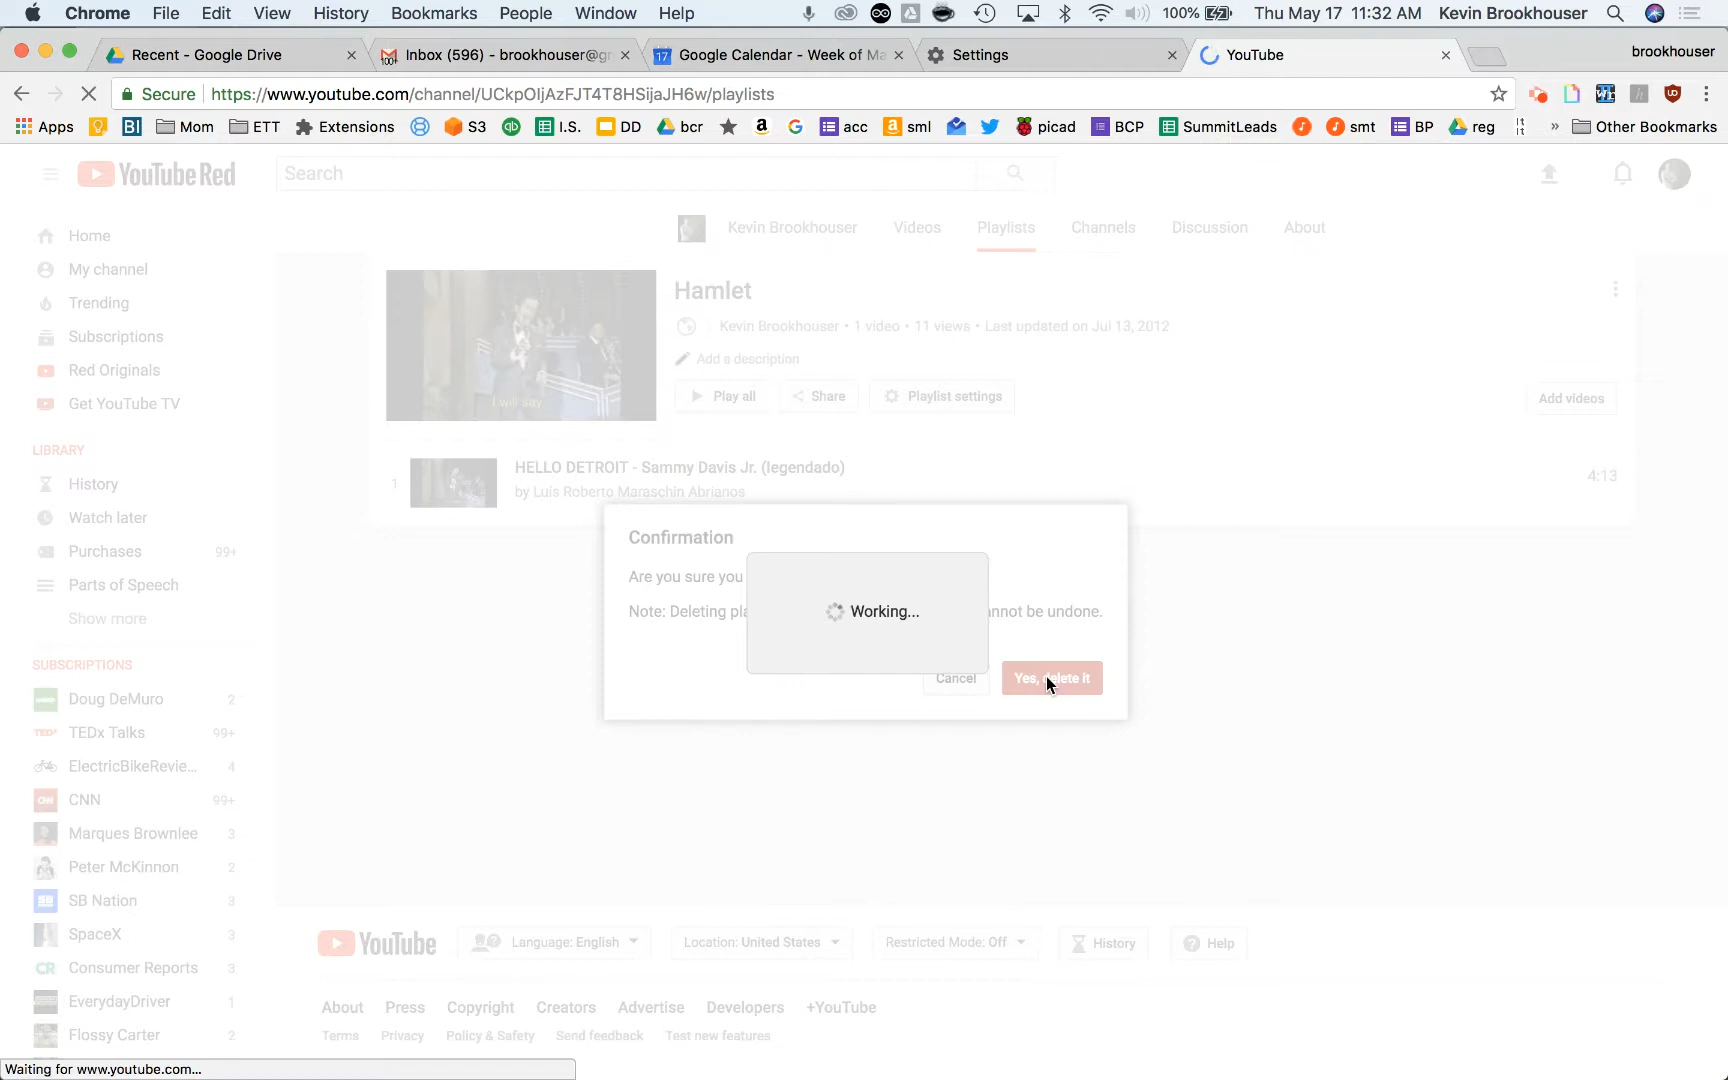 Chrome File Edit View History Bookmarks People Window Help 100% Thu May 17 11:32 AM Kevin Brookhouser
Recent - Google Drive Inbox (596) - brookhouser@gr 17 Google Calendar - Week of Ma Settings YouTube brookhouser
Secure https://www.youtube.com/channel/UCkpOIjAzFJT4T8HSijaJH6w/playlists
Apps BI Mom ETT Extensions S3 I.S. DD bcr acc sml picad BCP SummitLeads smt BP reg » Other Bookmarks
YouTube Red Search
Kevin Brookhouser Videos Playlists Channels Discussion About
Home
My channel
Trending
Subscriptions
Red Originals
Get YouTube TV
LIBRARY
History
Watch later
Purchases 99+
Parts of Speech
Show more
SUBSCRIPTIONS
Doug DeMuro 2
TEDx Talks 99+
ElectricBikeRevie... 4
CNN 99+
Marques Brownlee 3
Peter McKinnon 2
SB Nation 3
SpaceX 3
Consumer Reports 3
EverydayDriver 1
Flossy Carter 2
I will say
Hamlet
Kevin Brookhouser • 1 video • 11 views • Last updated on Jul 13, 2012
Add a description
Play all Share Playlist settings Add videos
1 HELLO DETROIT - Sammy Davis Jr. (legendado) 4:13
by Luis Roberto Maraschin Abrianos
Confirmation
Are you sure you
Note: Deleting pla nnot be undone.
Working...
Cancel Yes, delete it
YouTube Language: English Location: United States Restricted Mode: Off History Help
About Press Copyright Creators Advertise Developers +YouTube
Terms Privacy Policy & Safety Send feedback Test new features
Waiting for www.youtube.com...